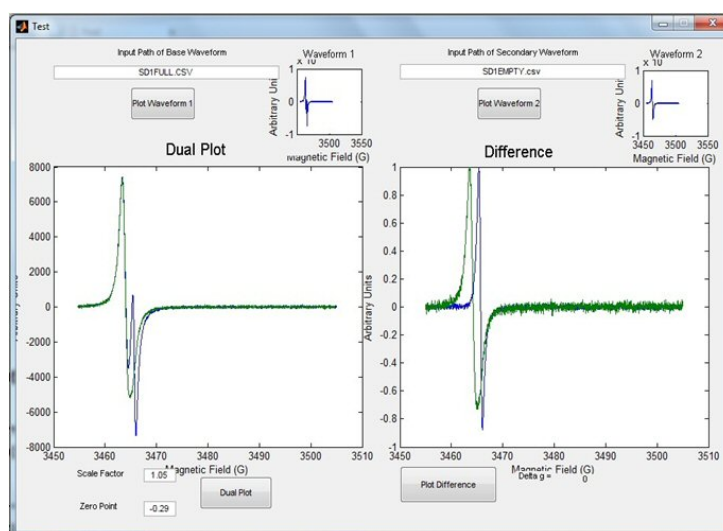 Test
Input Path of Base Waveform
SD1FULL.CSV
Plot Waveform 1
Waveform 1
x 10
1
0
-1
3500 3550
Arbitrary Uni
Magnetic Field (G)
Input Path of Secondary Waveform
SD1EMPTY.csv
Plot Waveform 2
Waveform 2
x 10
1
0
-1
3450 3500 3550
Arbitrary Unit
Magnetic Field (G)
Dual Plot
8000
6000
4000
2000
0
-2000
-4000
-6000
-8000
3450 3460 3470 3480 3490 3500 3510
Magnetic Field (G)
Difference
1
0.8
0.6
0.4
0.2
0
-0.2
-0.4
-0.6
-0.8
-1
Arbitrary Units
3450 3460 3470 3480 3490 3500 3510
Magnetic Field (G)
Scale Factor 1.05
Zero Point -0.29
Dual Plot
Plot Difference
Delta g = 0